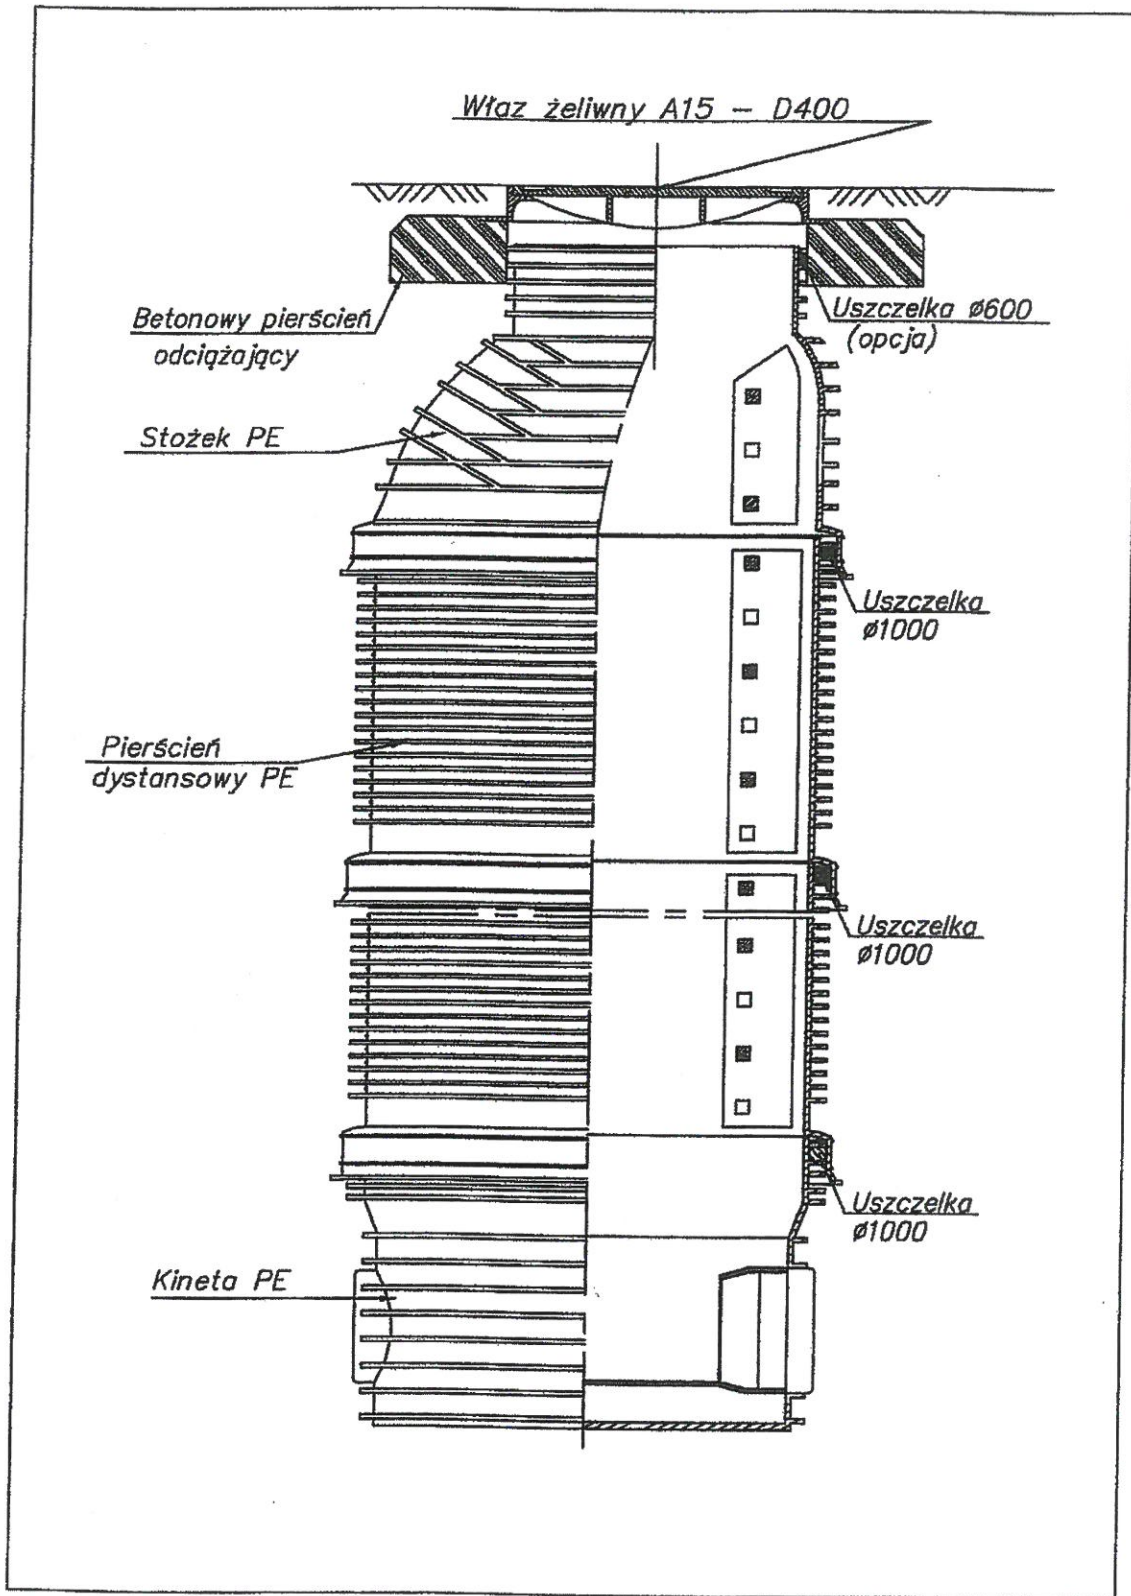 Właz żeliwny A15 – D400
Betonowy pierścień
odciążający
Uszczelka ø600
(opcja)
Stożek PE
Uszczelka
ø1000
Pierścień
dystansowy PE
Uszczelka
ø1000
Uszczelka
ø1000
Kineta PE